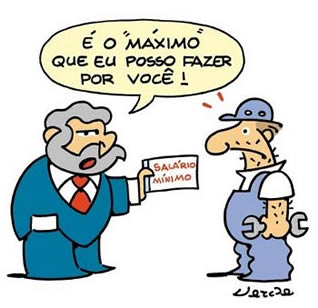 É O "MÁXIMO"
QUE EU POSSO FAZER
POR VOCÊ!
SALÁRIO
MÍNIMO